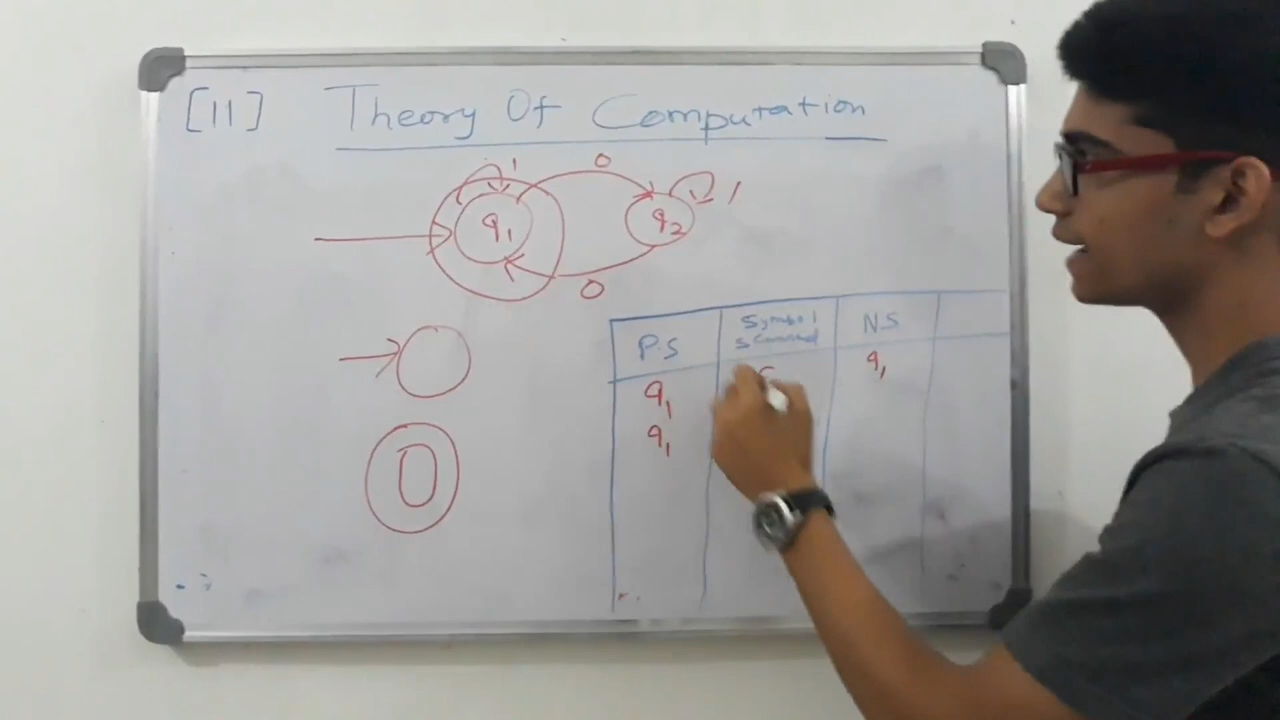 [11] Theory Of Computation
1 0
q1 q2 1
0
P.S Symbol scanned N.S
q1 q1
q1